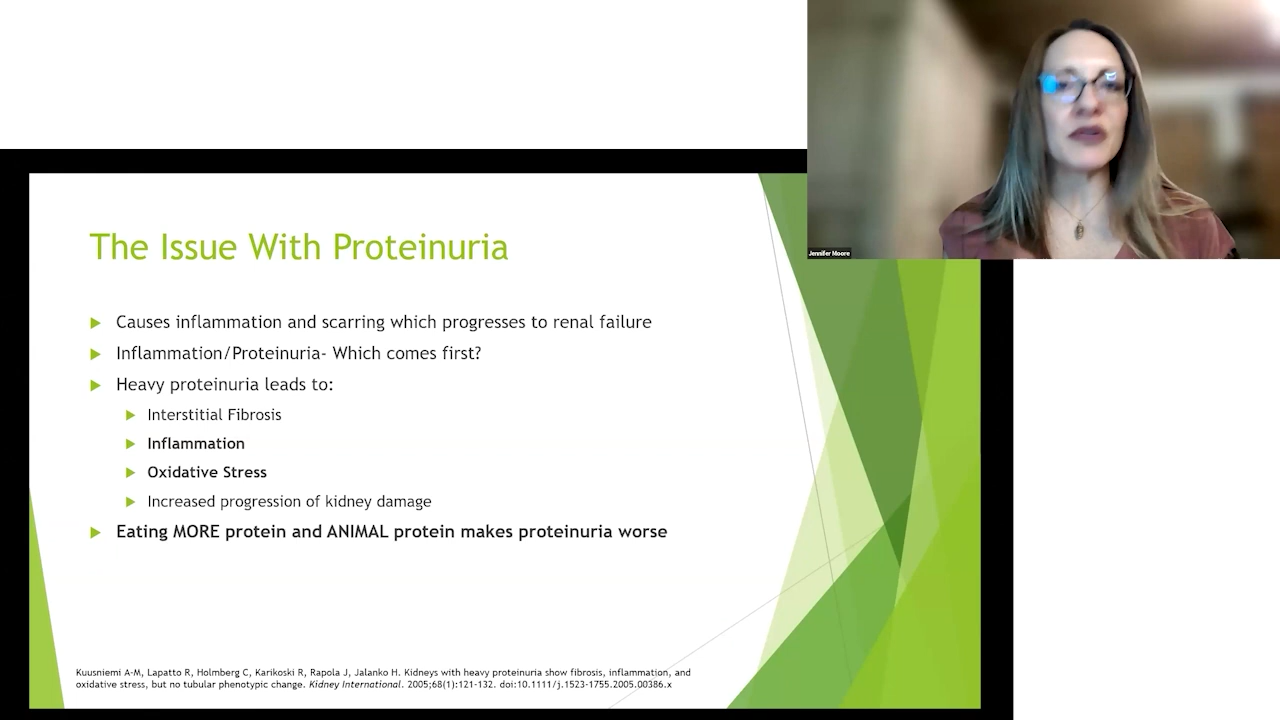 Jennifer Moore
The Issue With Proteinuria
Causes inflammation and scarring which progresses to renal failure
Inflammation/Proteinuria- Which comes first?
Heavy proteinuria leads to:
Interstitial Fibrosis
Inflammation
Oxidative Stress
Increased progression of kidney damage
Eating MORE protein and ANIMAL protein makes proteinuria worse
Kuusniemi A-M, Lapatto R, Holmberg C, Karikoski R, Rapola J, Jalanko H. Kidneys with heavy proteinuria show fibrosis, inflammation, and
oxidative stress, but no tubular phenotypic change. Kidney International. 2005;68(1):121-132. doi:10.1111/j.1523-1755.2005.00386.x